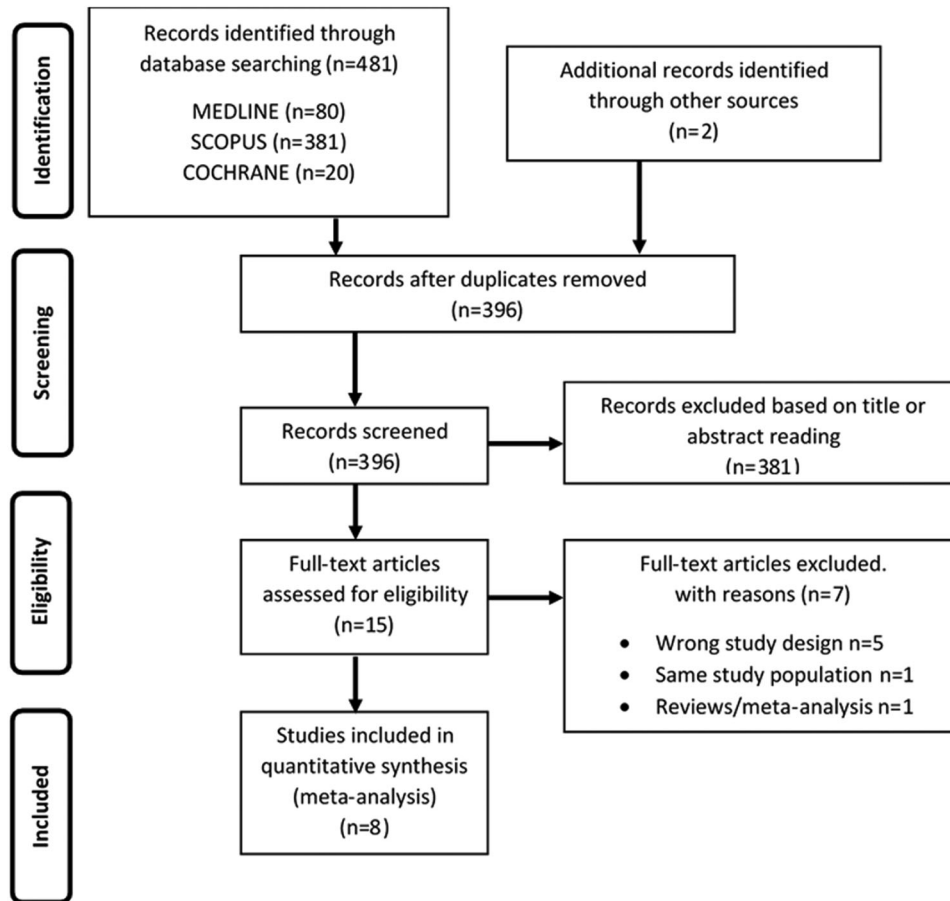 Identification
Records identified through
database searching (n=481)
MEDLINE (n=80)
SCOPUS (n=381)
COCHRANE (n=20)
Additional records identified
through other sources
(n=2)
Screening
Records after duplicates removed
(n=396)
Records screened
(n=396)
Records excluded based on title or
abstract reading
(n=381)
Eligibility
Full-text articles
assessed for eligibility
(n=15)
Full-text articles excluded.
with reasons (n=7)
• Wrong study design n=5
• Same study population n=1
• Reviews/meta-analysis n=1
Included
Studies included in
quantitative synthesis
(meta-analysis)
(n=8)